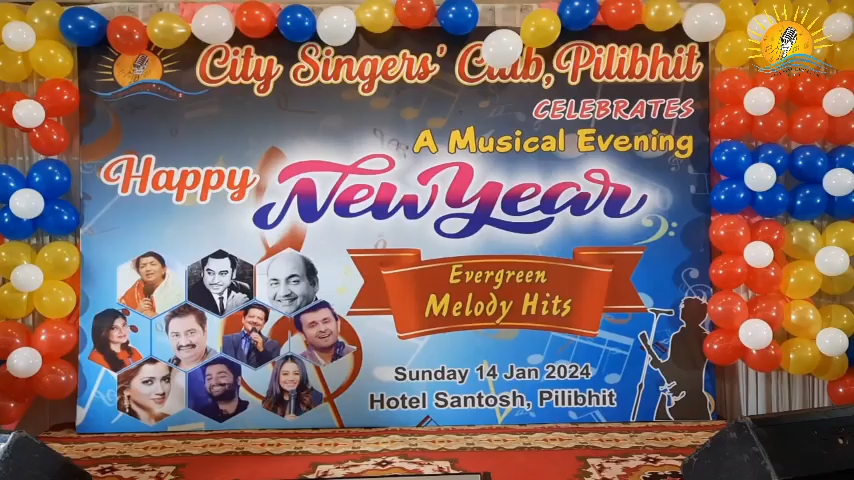 City Singers' Club, Pilibhit
CELEBRATES
A Musical Evening
Happy
New Year
Evergreen
Melody Hits
Sunday 14 Jan 2024
Hotel Santosh, Pilibhit